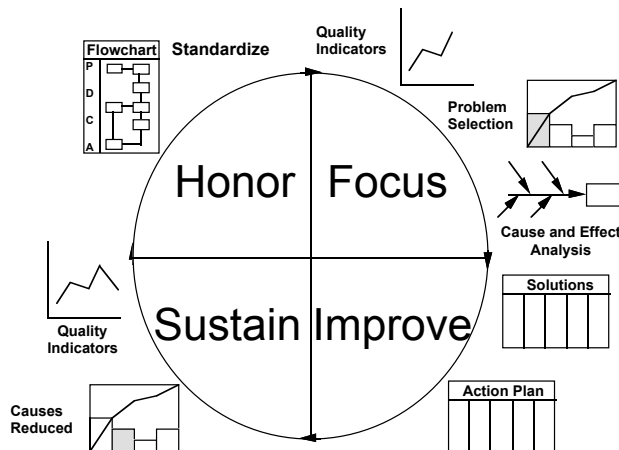 Flowchart
P
D
C
A
Standardize
Quality
Indicators
Problem
Selection
Honor
Focus
Cause and Effect
Analysis
Solutions
Quality
Indicators
Sustain
Improve
Action Plan
Causes
Reduced